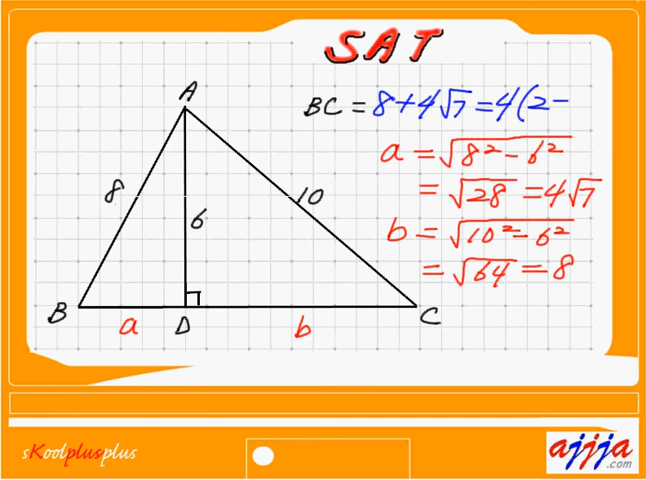 SAT
A
BC = 8 + 4√7 = 4(2 -
a = √8² - 6²
8
10
= √28 = 4√7
6
b = √10² - 6²
= √64 = 8
B
a
D
b
C
sKoolplusplus
ajjja
.com